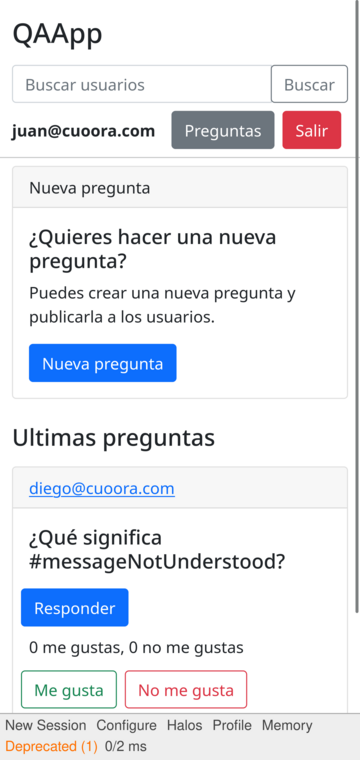 QAApp
Buscar usuarios
Buscar
juan@cuoora.com
Preguntas
Salir
Nueva pregunta
¿Quieres hacer una nueva
pregunta?
Puedes crear una nueva pregunta y
publicarla a los usuarios.
Nueva pregunta
Ultimas preguntas
diego@cuoora.com
¿Qué significa
#messageNotUnderstood?
Responder
0 me gustas, 0 no me gustas
Me gusta
No me gusta
New Session Configure Halos Profile Memory
Deprecated (1) 0/2 ms